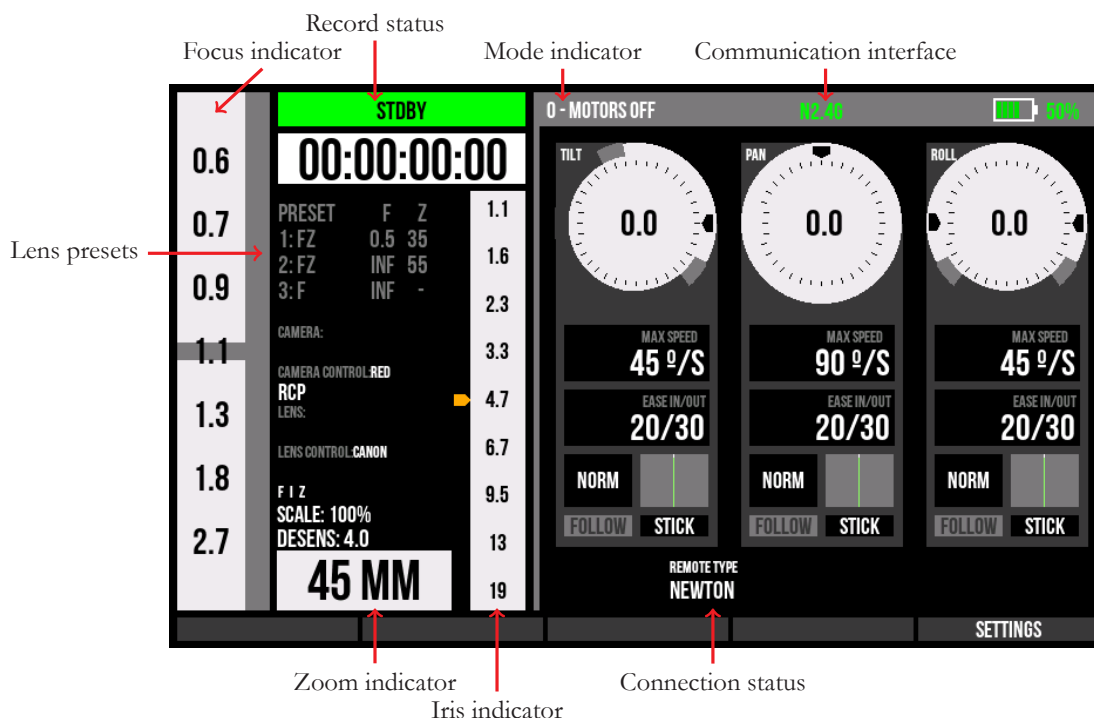 Record status
Focus indicator
Mode indicator
Communication interface
Lens presets
STDBY
0 - MOTORS OFF
N2.4G
50%
00:00:00:00
0.6
0.7
0.9
1.1
1.3
1.8
2.7
PRESET F Z
1: FZ 0.5 35
2: FZ INF 55
3: F INF -
CAMERA:
CAMERA CONTROL:RED
RCP
LENS:
LENS CONTROL:CANON
F I Z
SCALE: 100%
DESENS: 4.0
45 MM
1.1
1.6
2.3
3.3
4.7
6.7
9.5
13
19
TILT
0.0
MAX SPEED
45 º/S
EASE IN/OUT
20/30
NORM
FOLLOW STICK
PAN
0.0
MAX SPEED
90 º/S
EASE IN/OUT
20/30
NORM
FOLLOW STICK
ROLL
0.0
MAX SPEED
45 º/S
EASE IN/OUT
20/30
NORM
FOLLOW STICK
REMOTE TYPE
NEWTON
SETTINGS
Zoom indicator
Iris indicator
Connection status